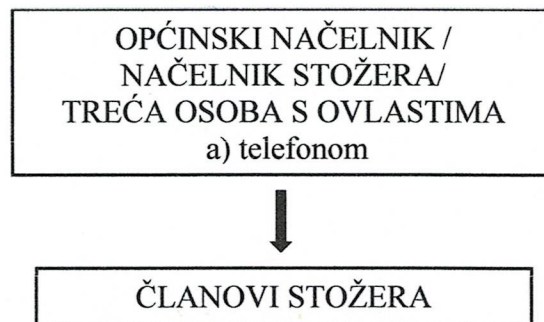 OPĆINSKI NAČELNIK /
NAČELNIK STOŽERA/
TREĆA OSOBA S OVLASTIMA
a) telefonom
ČLANOVI STOŽERA